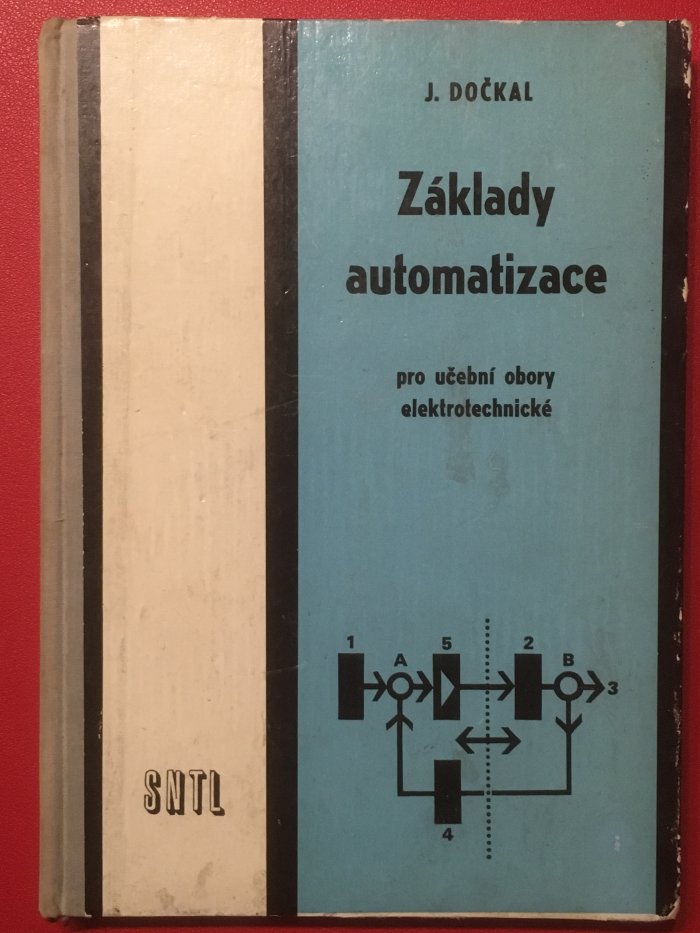 J. DOČKAL
Základy
automatizace
pro učební obory
elektrotechnické
1
A
5
2
B
3
4
SNTL